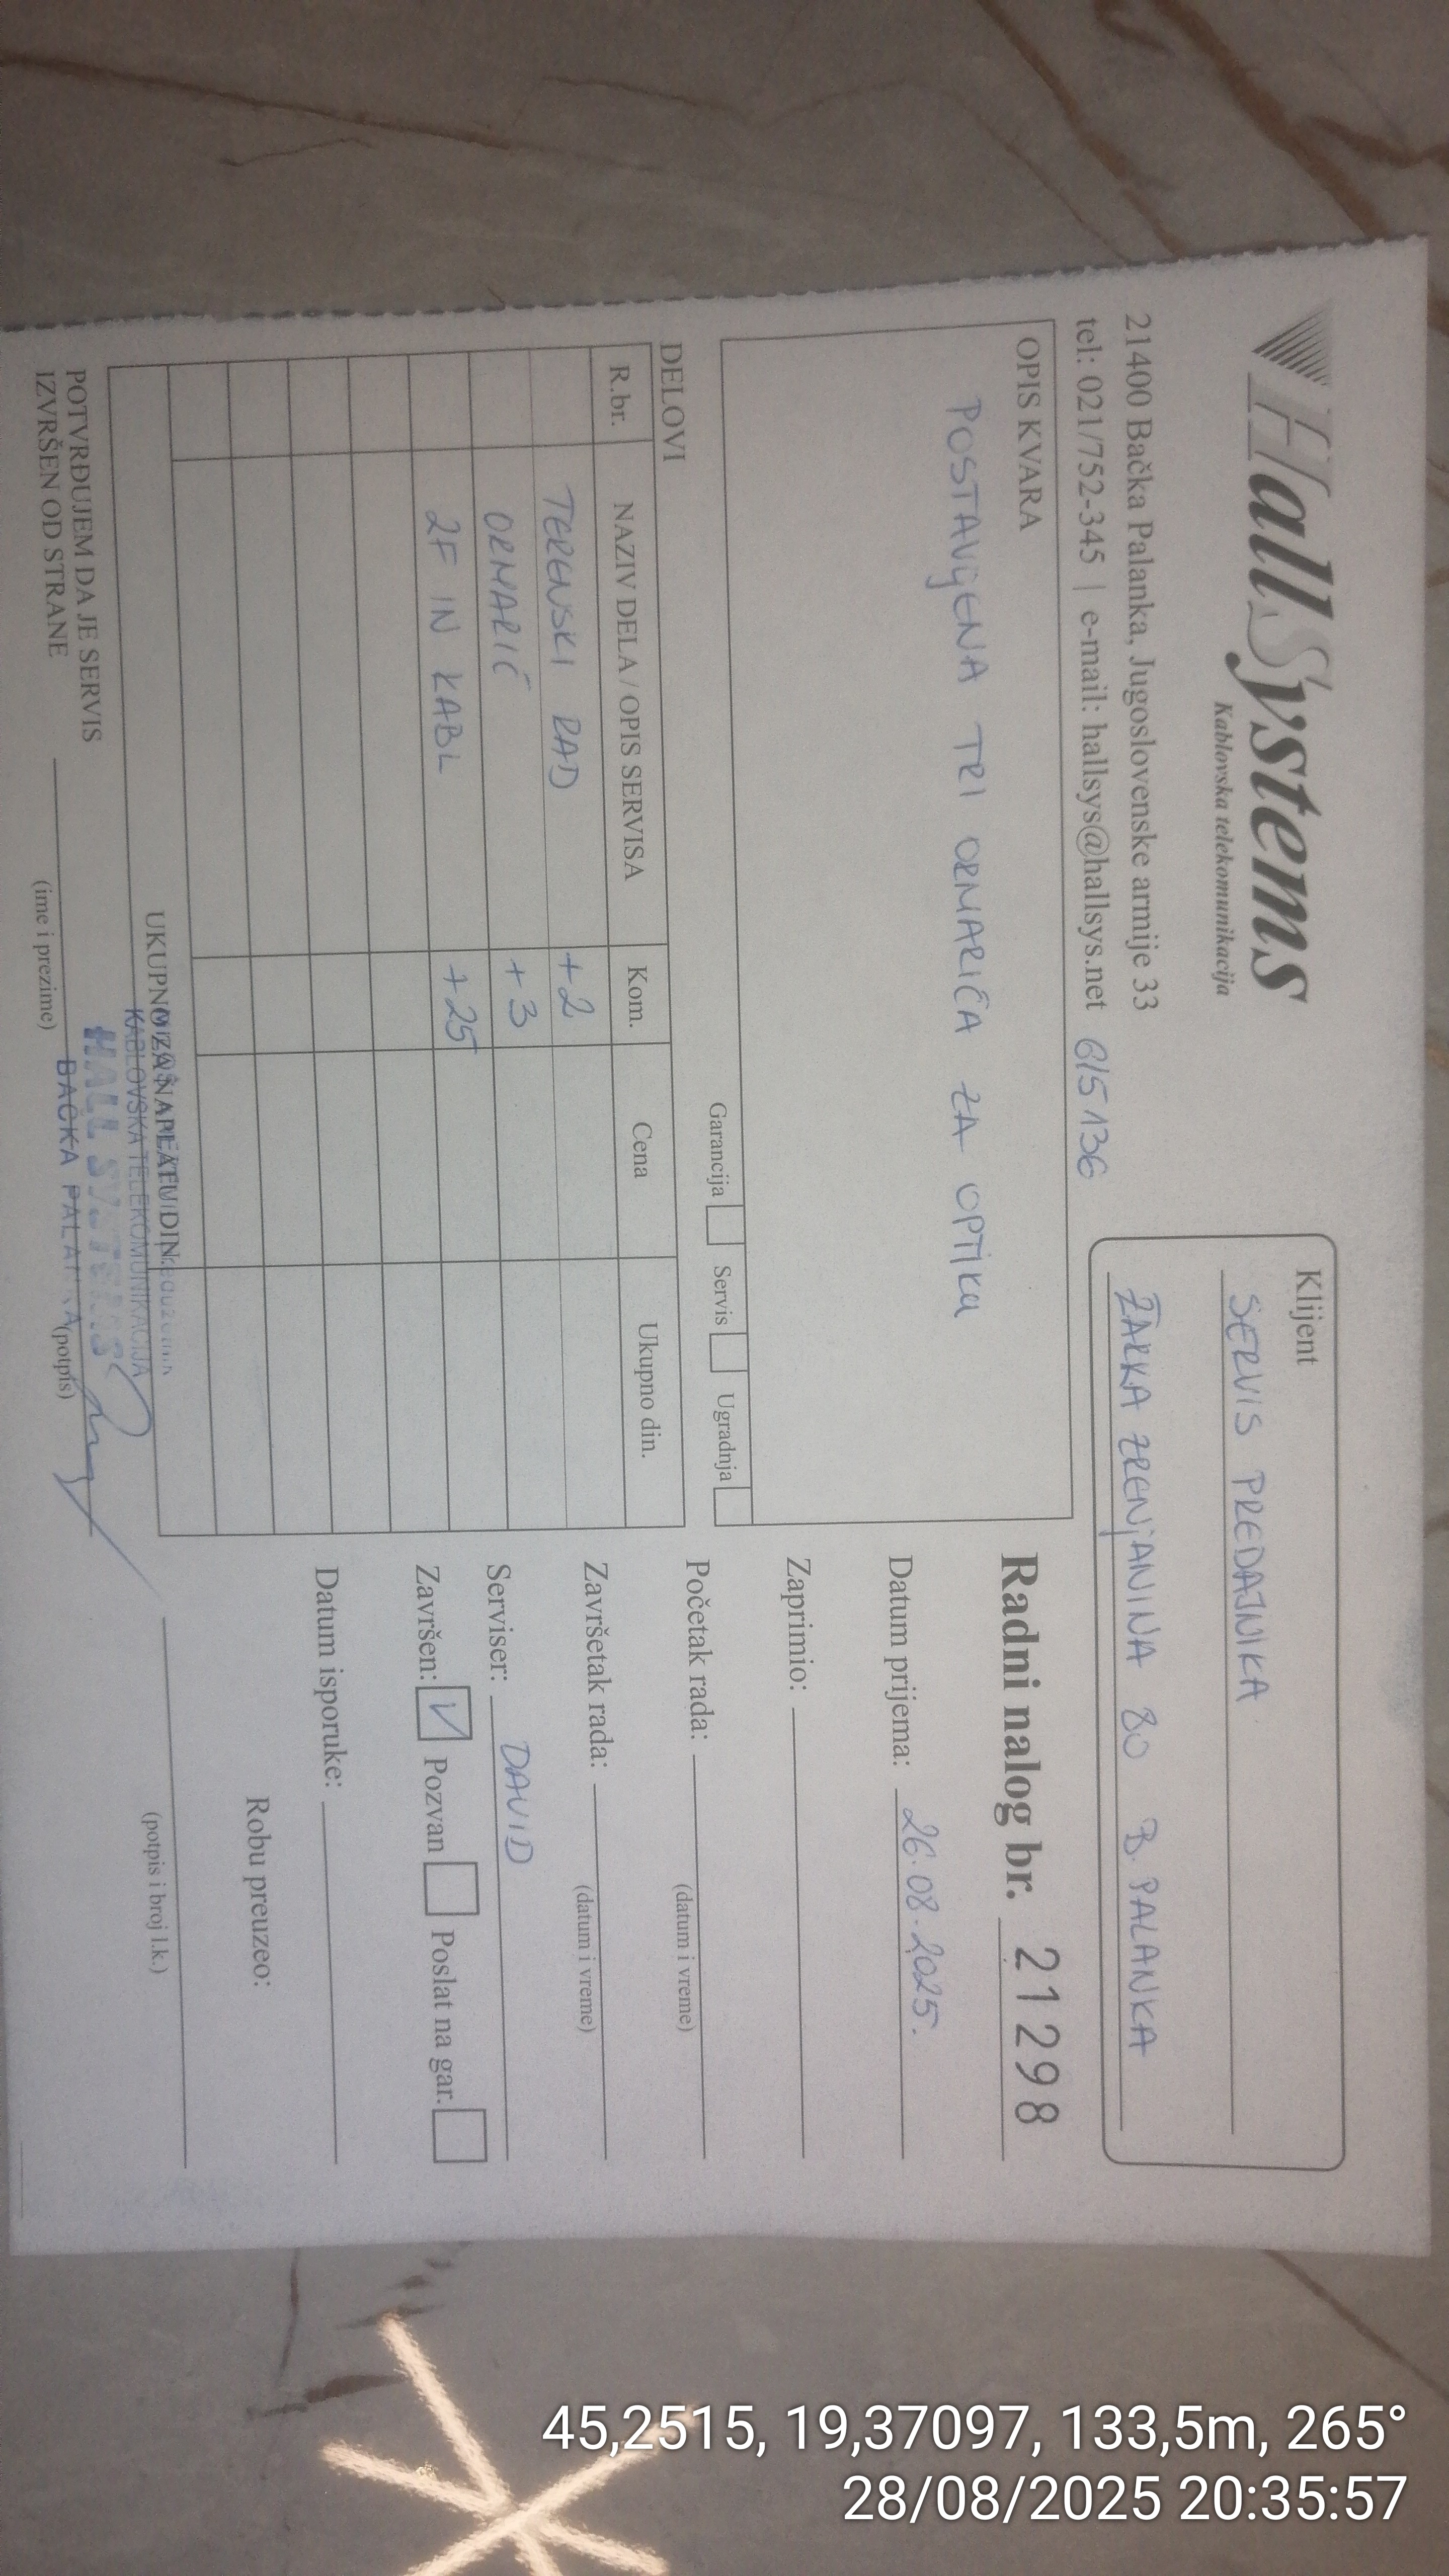 HallSystems
Kablovska telekomunikacija
21400 Bačka Palanka, Jugoslovenske armije 33
tel: 021/752-345 | e-mail: hallsys@hallsys.net 615136
Klijent
SERVIS PREDAJNIKA
ŽARKA ZRENjANINA 80 B. PALANKA
OPIS KVARA
POSTAVljENA TRI ORMARIĆA ZA OPTIKU
Garancija Servis Ugradnja
Radni nalog br. 21298
Datum prijema: 26.08.2025.
Zaprimio:
Početak rada:
(datum i vreme)
Završetak rada:
(datum i vreme)
Serviser: DAVID
Završen: V Pozvan Poslat na gar.
Datum isporuke:
Robu preuzeo:
(potpis i broj l.k.)
DELOVI
R.br. NAZIV DELA / OPIS SERVISA Kom. Cena Ukupno din.
TERENSKI RAD +2
ORMARIĆ +3
2F IN KABL +25
UKUPNO ZA NAPLATU DIN.
KABLOVSKA TELEKOMUNIKACIJA
HALL SYSTEMS
BAČKA PALANKA
POTVRĐUJEM DA JE SERVIS
IZVRŠEN OD STRANE
(ime i prezime) (potpis)
45,2515, 19,37097, 133,5m, 265°
28/08/2025 20:35:57